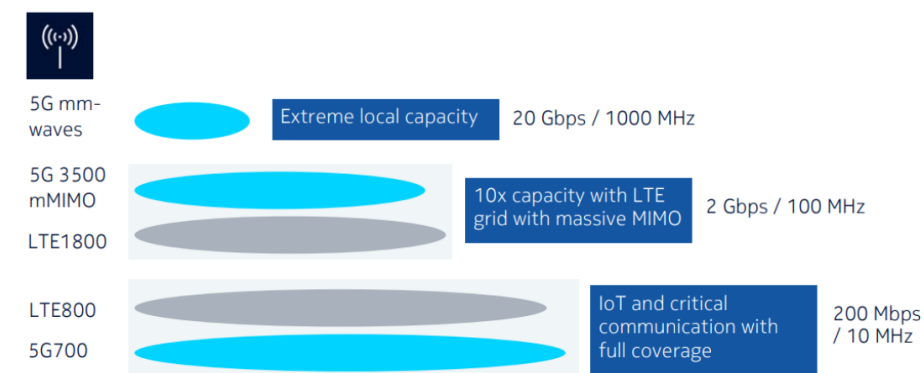 5G mm-
waves
Extreme local capacity
20 Gbps / 1000 MHz
5G 3500
mMIMO
LTE1800
10x capacity with LTE
grid with massive MIMO
2 Gbps / 100 MHz
LTE800
5G700
IoT and critical
communication with
full coverage
200 Mbps
/ 10 MHz